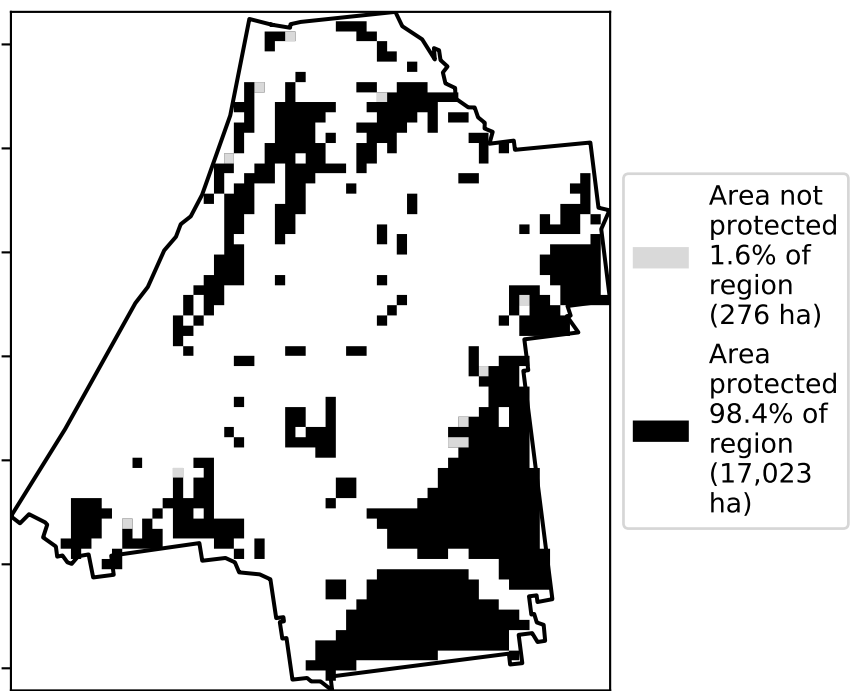 Area not
protected
1.6% of
region
(276 ha)
Area
protected
98.4% of
region
(17,023
ha)